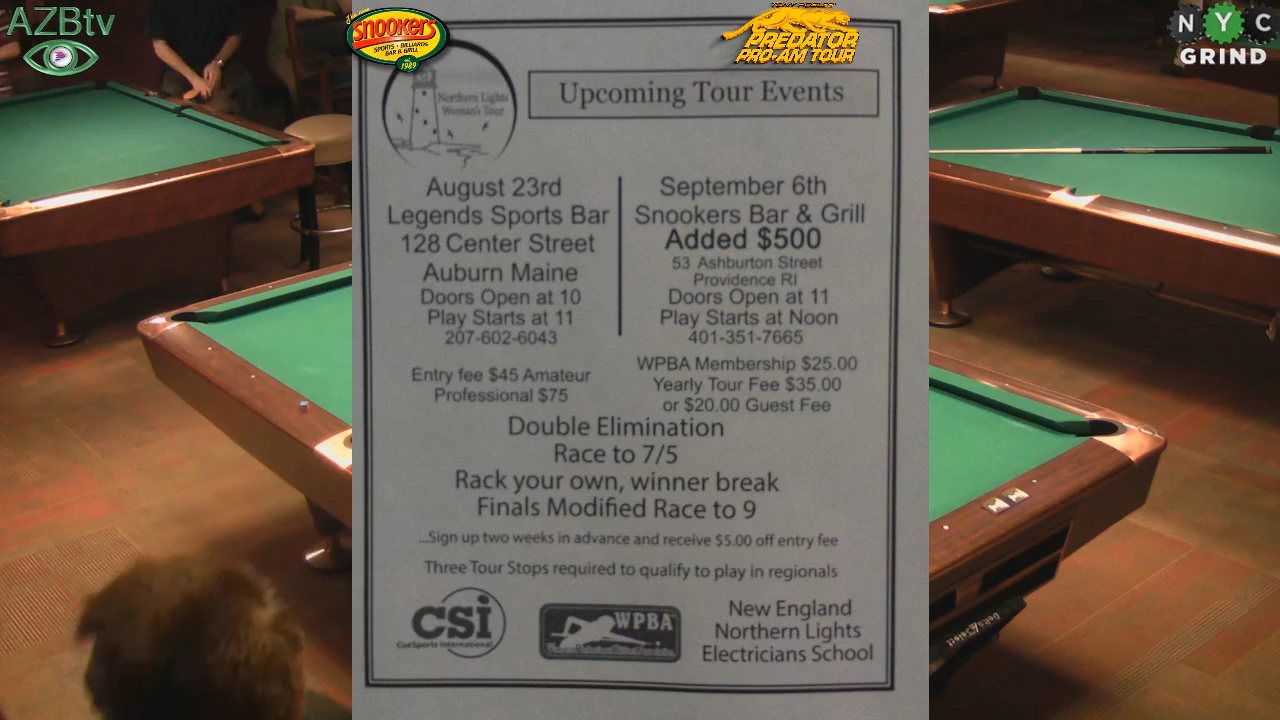 AZBtv
The new
Snookers
SPORTS • BILLIARDS
BAR & GRILL
EST.
1989
PREDATOR
PRO-AM TOUR
NYC
GRIND
Northern Lights
Woman's Tour
Upcoming Tour Events
August 23rd
Legends Sports Bar
128 Center Street
Auburn Maine
Doors Open at 10
Play Starts at 11
207-602-6043
Entry fee $45 Amateur
Professional $75
September 6th
Snookers Bar & Grill
Added $500
53 Ashburton Street
Providence RI
Doors Open at 11
Play Starts at Noon
401-351-7665
WPBA Membership $25.00
Yearly Tour Fee $35.00
or $20.00 Guest Fee
Double Elimination
Race to 7/5
Rack your own, winner break
Finals Modified Race to 9
...Sign up two weeks in advance and receive $5.00 off entry fee
Three Tour Stops required to qualify to play in regionals
CSI
CueSports International
WPBA
New England
Northern Lights
Electricians School